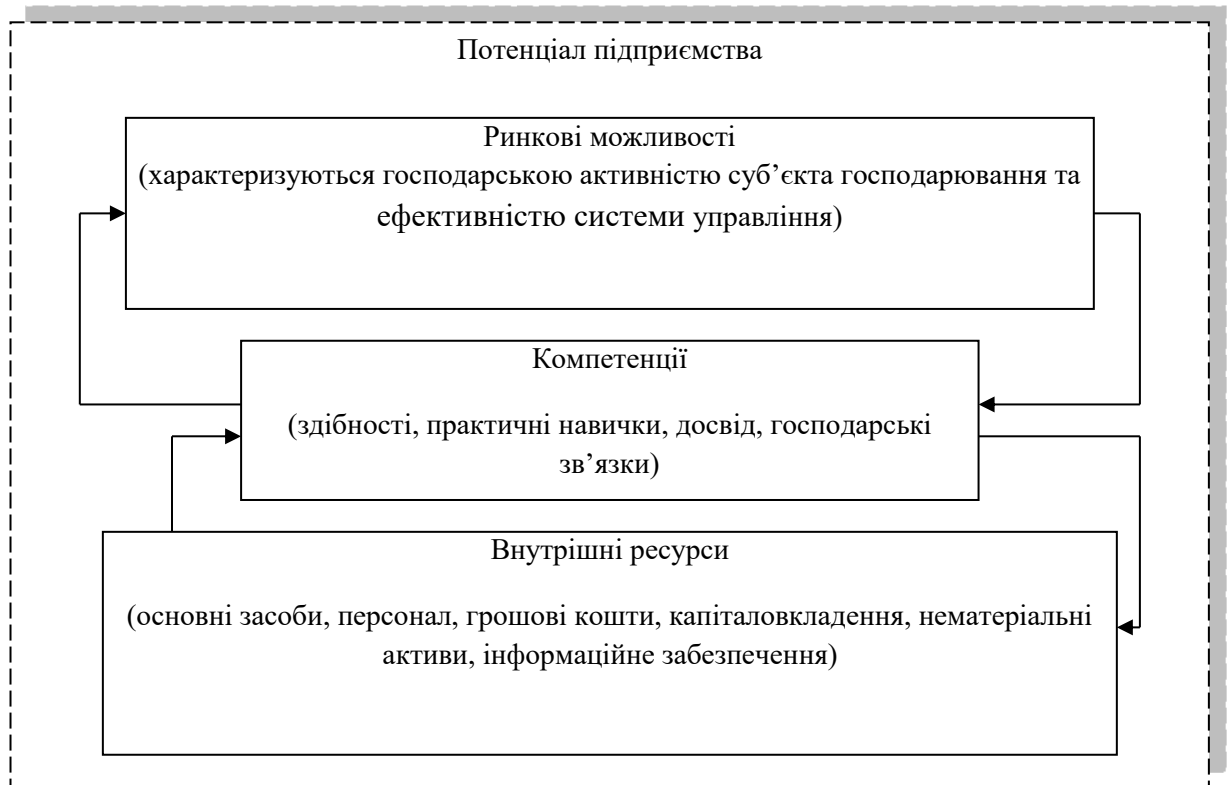 Потенціал підприємства
Ринкові можливості
(характеризуються господарською активністю суб’єкта господарювання та
ефективністю системи управління)
Компетенції
(здібності, практичні навички, досвід, господарські
зв’язки)
Внутрішні ресурси
(основні засоби, персонал, грошові кошти, капіталовкладення, нематеріальні
активи, інформаційне забезпечення)